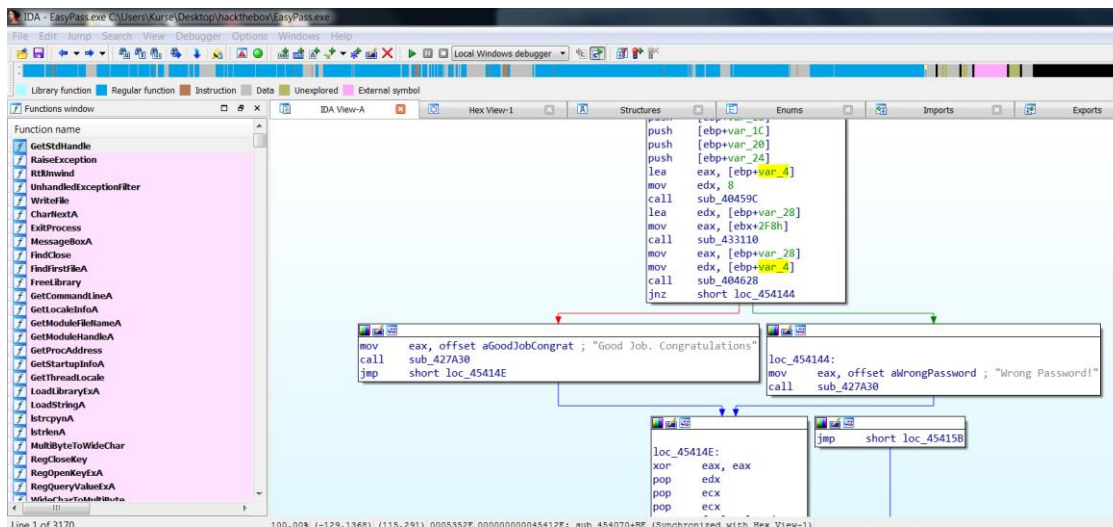 IDA - EasyPass.exe C:\Users\Kurse\Desktop\hackthebox\EasyPass.exe
File Edit Jump Search View Debugger Options Windows Help
Local Windows debugger
Library function Regular function Instruction Data Unexplored External symbol
Functions window
IDA View-A Hex View-1 Structures Enums Imports Exports
Function name
GetStdHandle
RaiseException
RtlUnwind
UnhandledExceptionFilter
WriteFile
CharNextA
ExitProcess
MessageBoxA
FindClose
FindFirstFileA
FreeLibrary
GetCommandLineA
GetLocaleInfoA
GetModuleFileNameA
GetModuleHandleA
GetProcAddress
GetStartupInfoA
GetThreadLocale
LoadLibraryExA
LoadStringA
lstrcpynA
lstrlenA
MultiByteToWideChar
RegCloseKey
RegOpenKeyExA
RegQueryValueExA
WideCharToMultiByte
Line 1 of 3170
push [ebp+var_18]
push [ebp+var_1C]
push [ebp+var_20]
push [ebp+var_24]
lea eax, [ebp+var_4]
mov edx, 8
call sub_40459C
lea edx, [ebp+var_28]
mov eax, [ebx+2F8h]
call sub_433110
mov eax, [ebp+var_28]
mov edx, [ebp+var_4]
call sub_404628
jnz short loc_454144
mov eax, offset aGoodJobCongrat ; "Good Job. Congratulations"
call sub_427A30
jmp short loc_45414E
loc_454144:
mov eax, offset aWrongPassword ; "Wrong Password!"
call sub_427A30
loc_45414E:
xor eax, eax
pop edx
pop ecx
pop ecx
jmp short loc_45415B
100.00% (-129,1368) (115,291) 0005352E 000000000045412E: sub_454070+BE (Synchronized with Hex View-1)